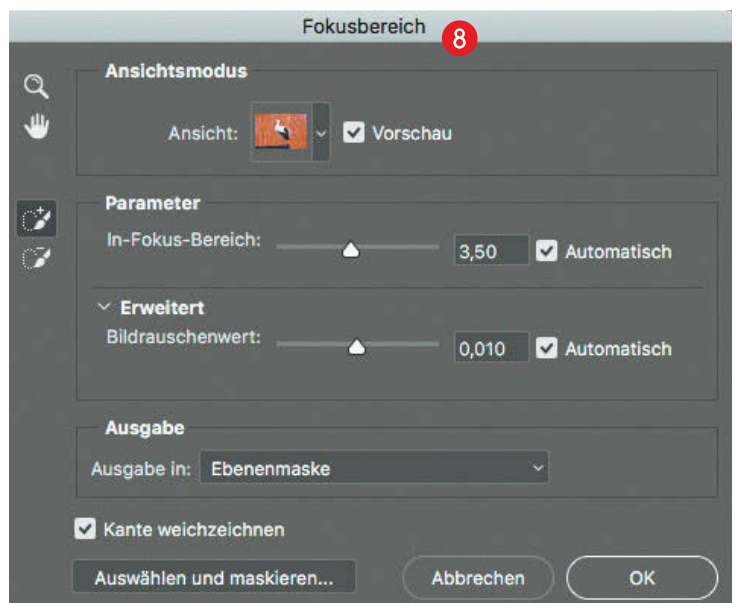 Fokusbereich 8
Ansichtsmodus
Ansicht: Vorschau
Parameter
In-Fokus-Bereich: 3,50 Automatisch
Erweitert
Bildrauschenwert: 0,010 Automatisch
Ausgabe
Ausgabe in: Ebenenmaske
Kante weichzeichnen
Auswählen und maskieren... Abbrechen OK